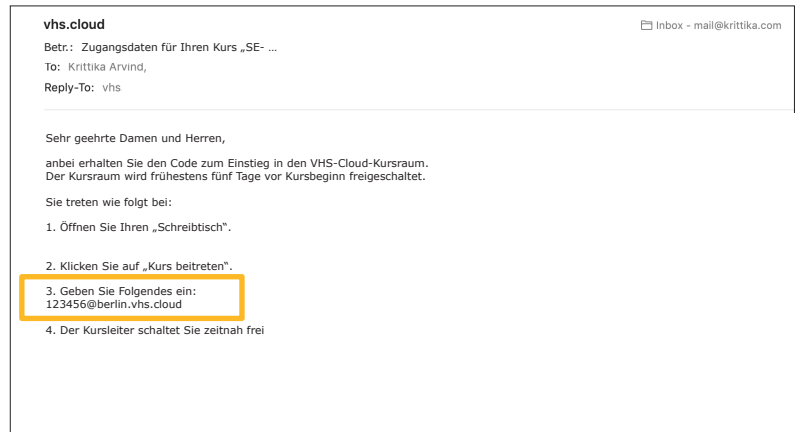 vhs.cloud
Inbox - mail@krittika.com
Betr.: Zugangsdaten für Ihren Kurs „SE- ...
To: Krittika Arvind,
Reply-To: vhs
Sehr geehrte Damen und Herren,
anbei erhalten Sie den Code zum Einstieg in den VHS-Cloud-Kursraum.
Der Kursraum wird frühestens fünf Tage vor Kursbeginn freigeschaltet.
Sie treten wie folgt bei:
1. Öffnen Sie Ihren „Schreibtisch“.
2. Klicken Sie auf „Kurs beitreten“.
3. Geben Sie Folgendes ein:
123456@berlin.vhs.cloud
4. Der Kursleiter schaltet Sie zeitnah frei